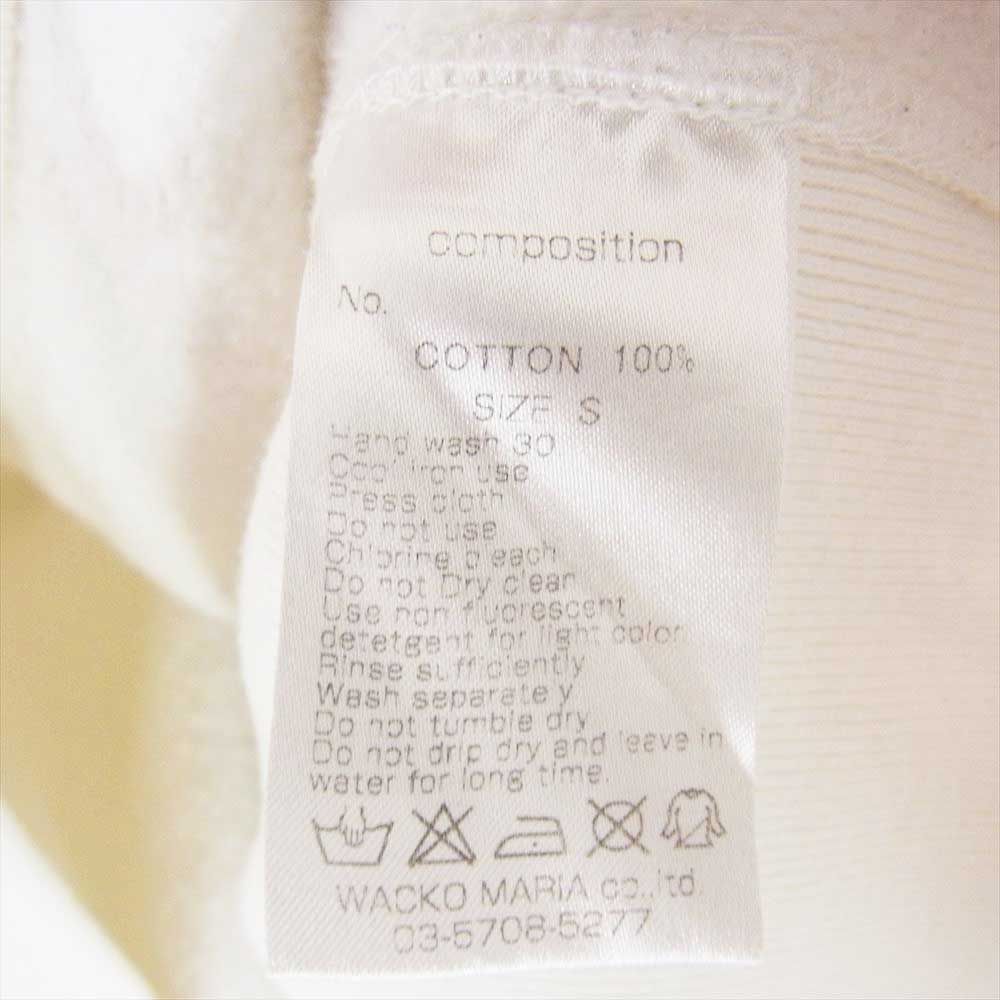 composition
No.
COTTON 100%
SIZE S
Hand wash 30
Cool iron use
Press cloth
Do not use
Chlorine bleach
Do not Dry clean
Use non fluorescent
detetgent for light color
Rinse sufficiently
Wash separately
Do not tumble dry
Do not drip dry and leave in
water for long time.
WACKO MARIA co.,ltd.
03-5708-5277